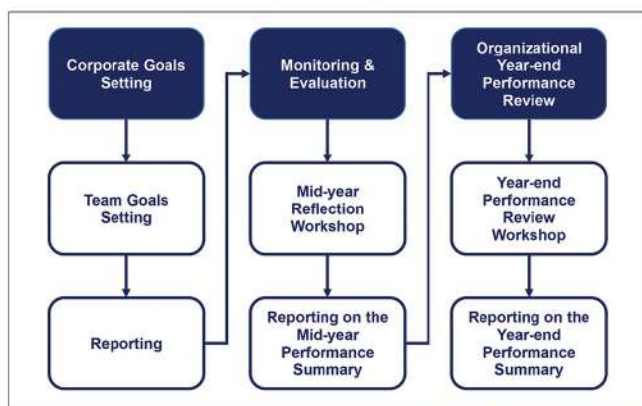 Corporate Goals
Setting
Team Goals
Setting
Reporting
Monitoring &
Evaluation
Mid-year
Reflection
Workshop
Reporting on the
Mid-year
Performance
Summary
Organizational
Year-end
Performance
Review
Year-end
Performance
Review
Workshop
Reporting on the
Year-end
Performance
Summary